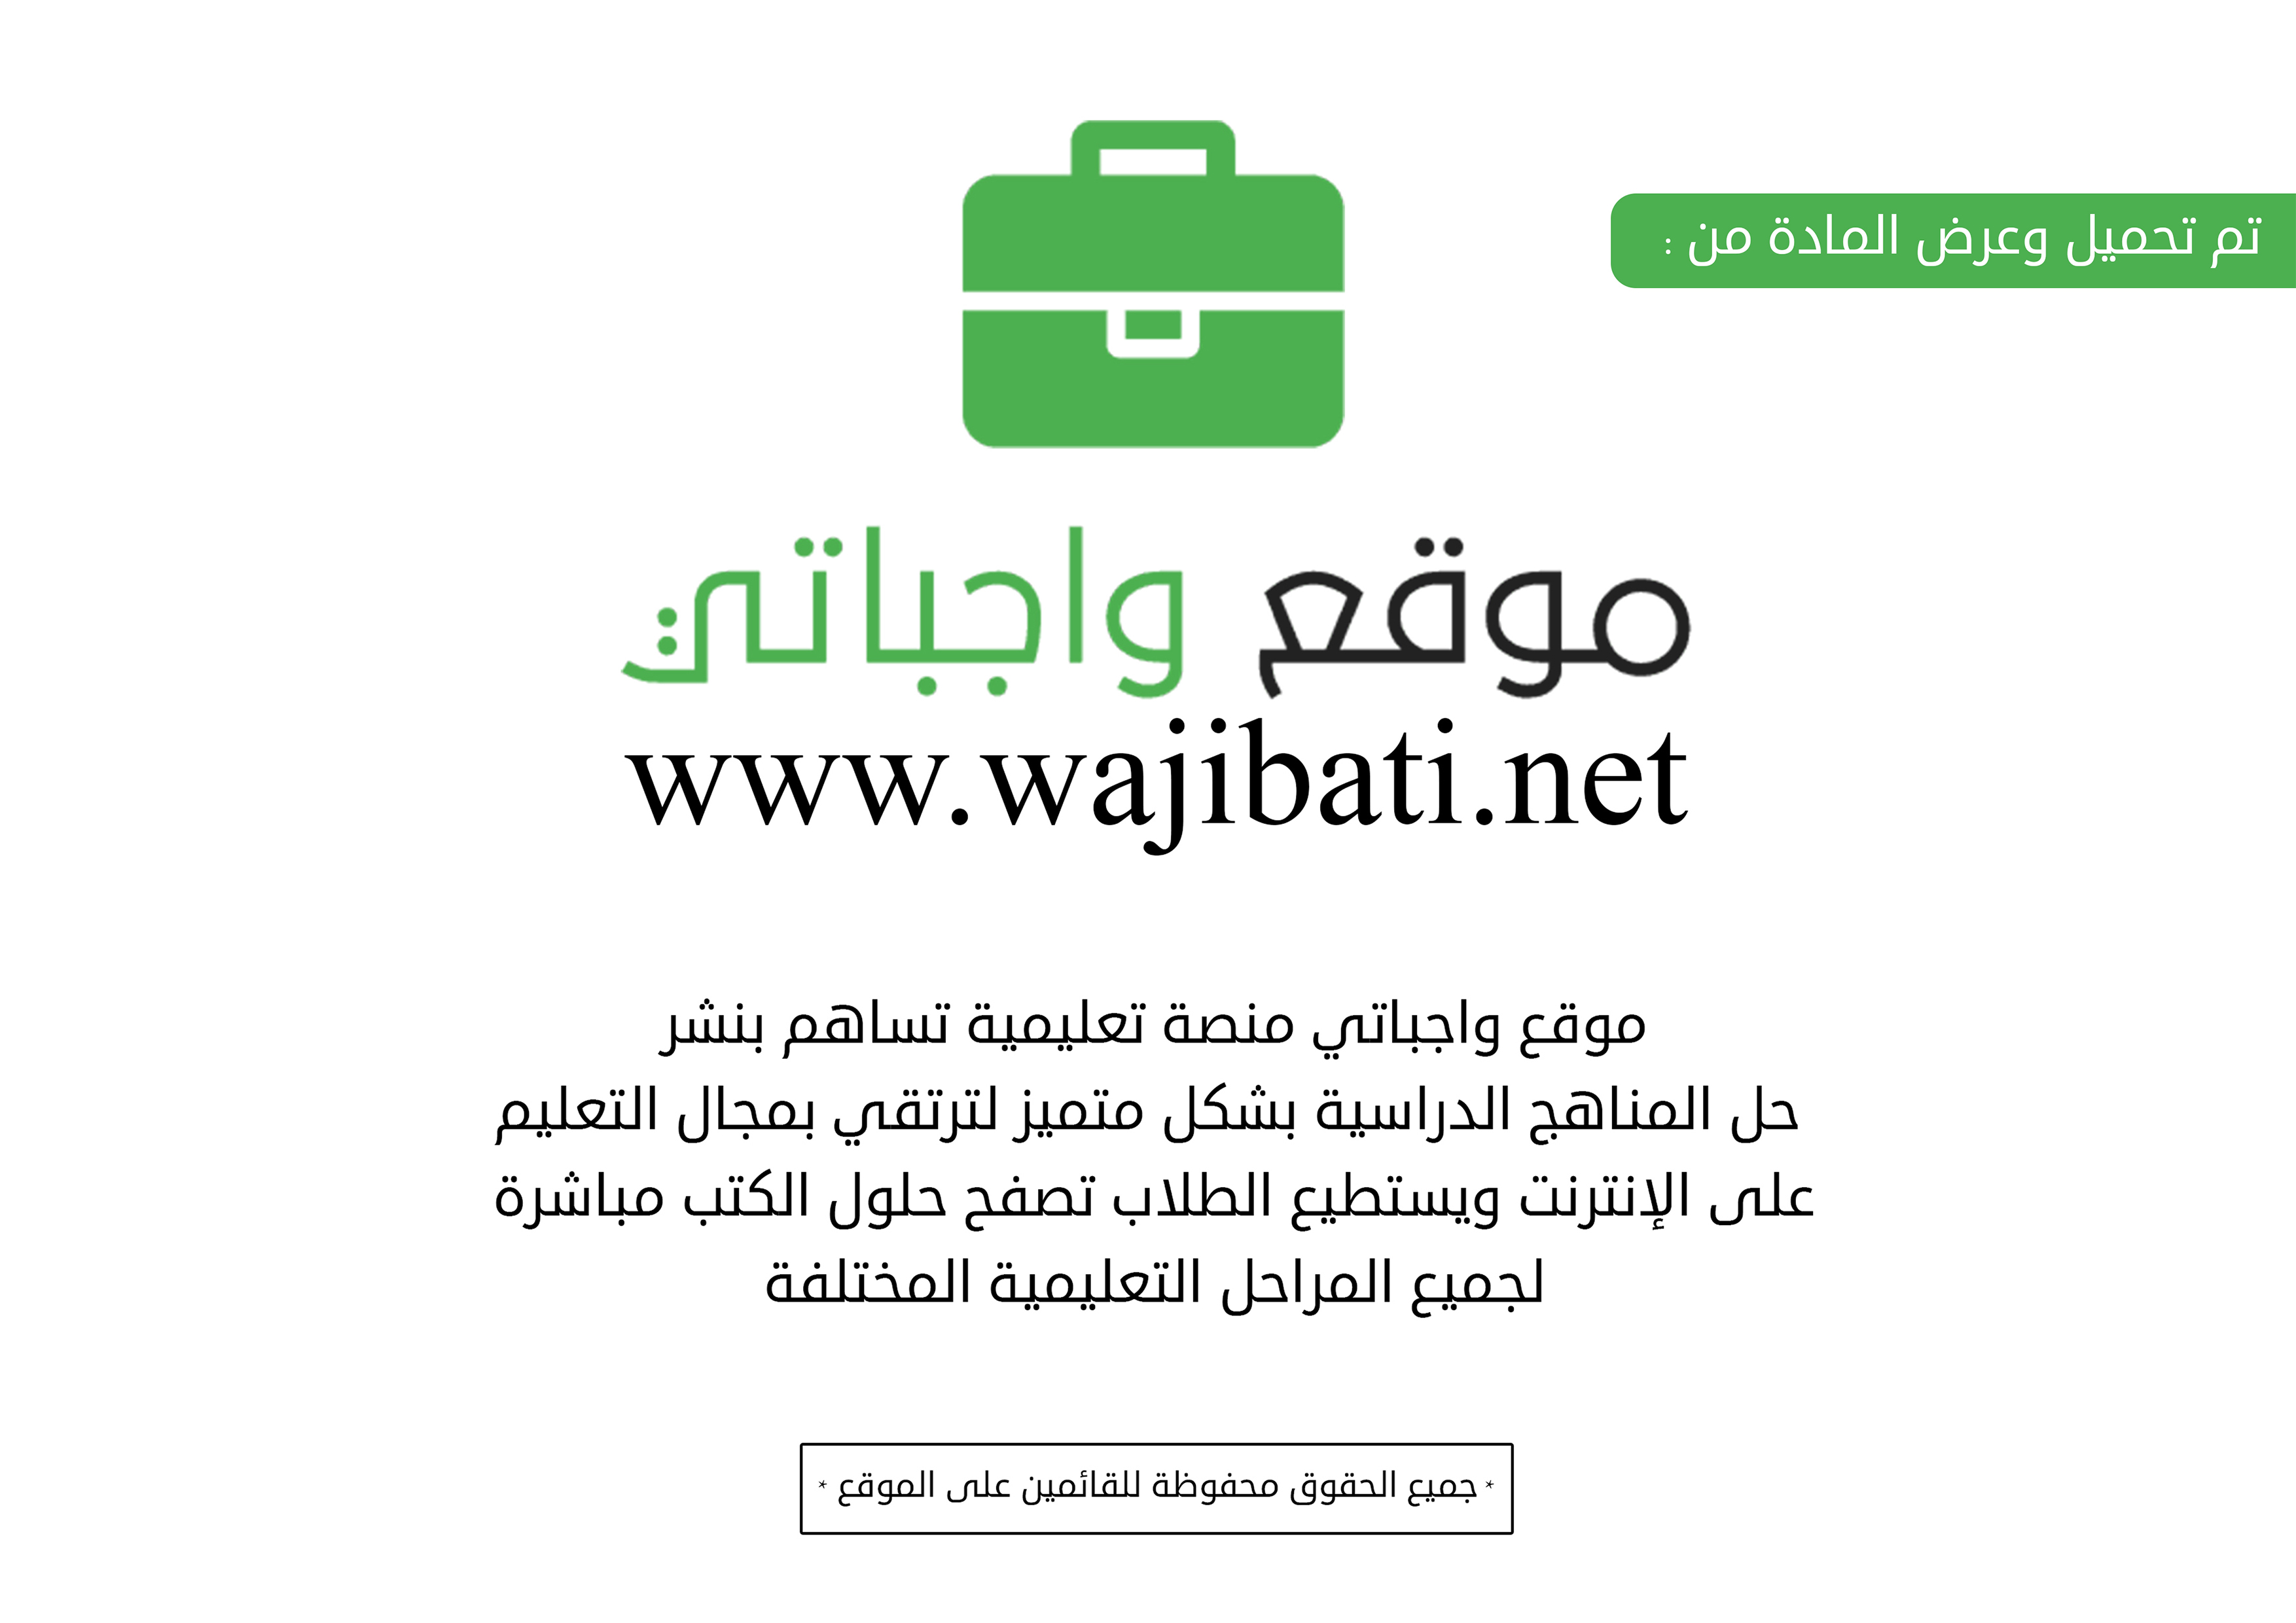 تم تحميل وعرض المادة من :
موقع واجباتي
www.wajibati.net
موقع واجباتي منصة تعليمية تساهم بنشر
حل المناهج الدراسية بشكل متميز لترتقي بمجال التعليم
على الإنترنت ويستطيع الطلاب تصفح حلول الكتب مباشرة
لجميع المراحل التعليمية المختلفة
* جميع الحقوق محفوظة للقائمين على الموقع *